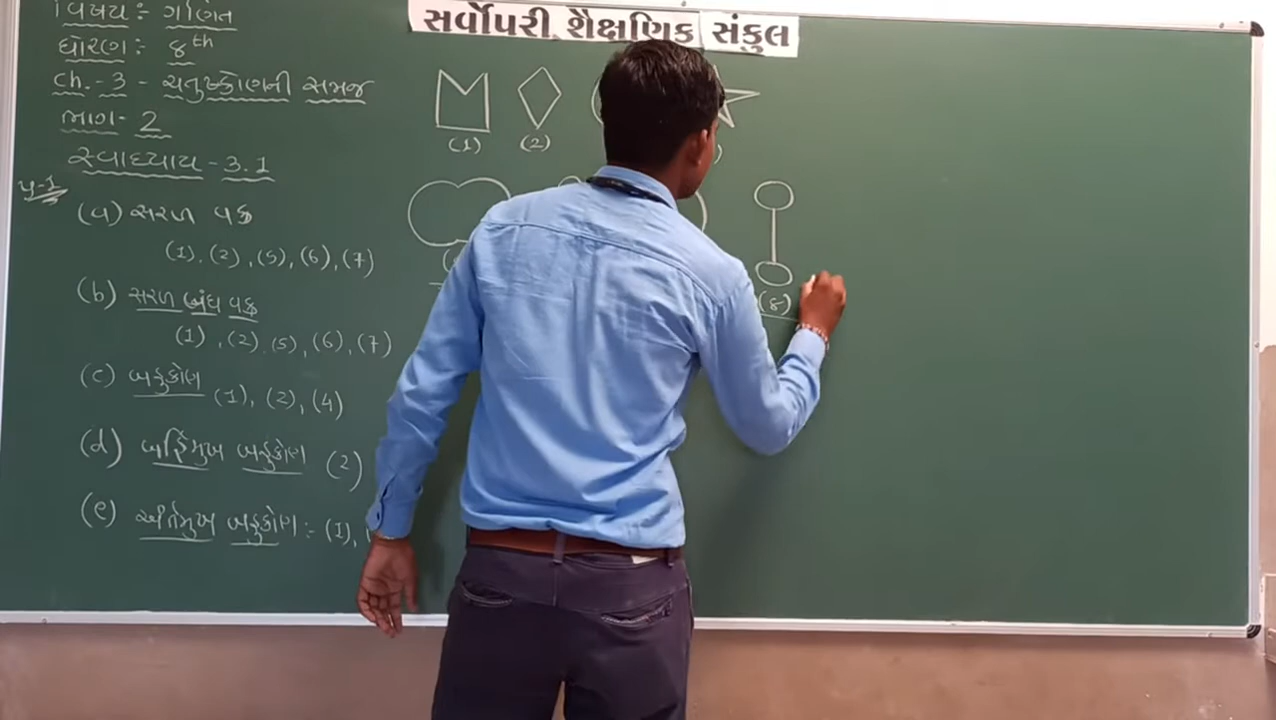 સર્વોપરી શૈક્ષણિક સંકુલ
વિષય : ગણિત
ધોરણ : 8th
ch. - 3 - ચતુષ્કોણની સમજ
ભાગ - 2
સ્વાધ્યાય - 3.1
પ્ર-1
(a) સરળ વક્ર
(1), (2), (5), (6), (7)
(b) સરળ બંધ વક્ર
(1), (2), (5), (6), (7)
(c) બહુકોણ (1), (2), (4)
(d) બર્હિમુખ બહુકોણ (2)
(e) અંર્તમુખ બહુકોણ :- (1),
(1) (2)
(8)